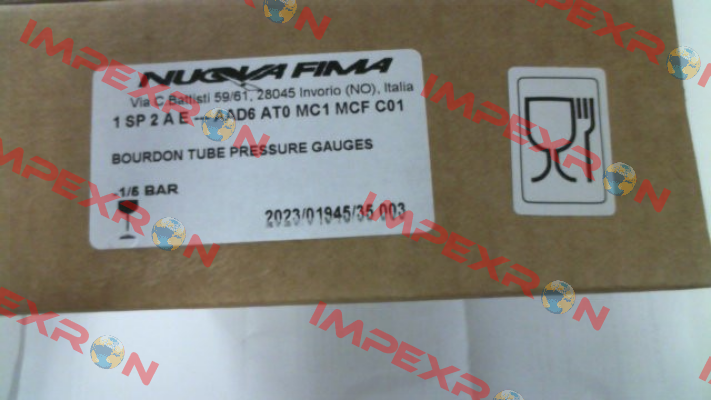 NUOVA FIMA
Via C.Battisti 59/61, 28045 Invorio (NO), Italia
1 SP 2 A E --- AAD6 AT0 MC1 MCF C01
BOURDON TUBE PRESSURE GAUGES
-1/5 BAR
2023/01945/35.003
IMPEXRON
IMPEXRON
IMPEXRON
IMPEXRON
IMPEXRON
IMPEXRON